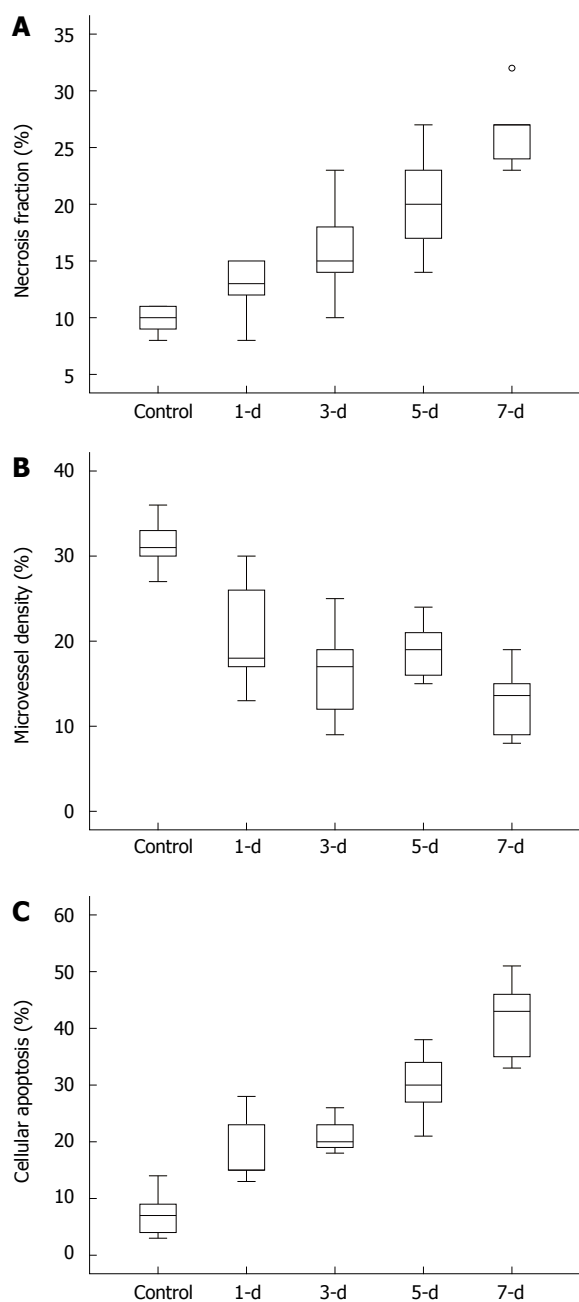 A
Necrosis fraction (%)
35
30
25
20
15
10
5
Control 1-d 3-d 5-d 7-d
B
Microvessel density (%)
40
30
20
10
0
Control 1-d 3-d 5-d 7-d
C
Cellular apoptosis (%)
60
50
40
30
20
10
0
Control 1-d 3-d 5-d 7-d